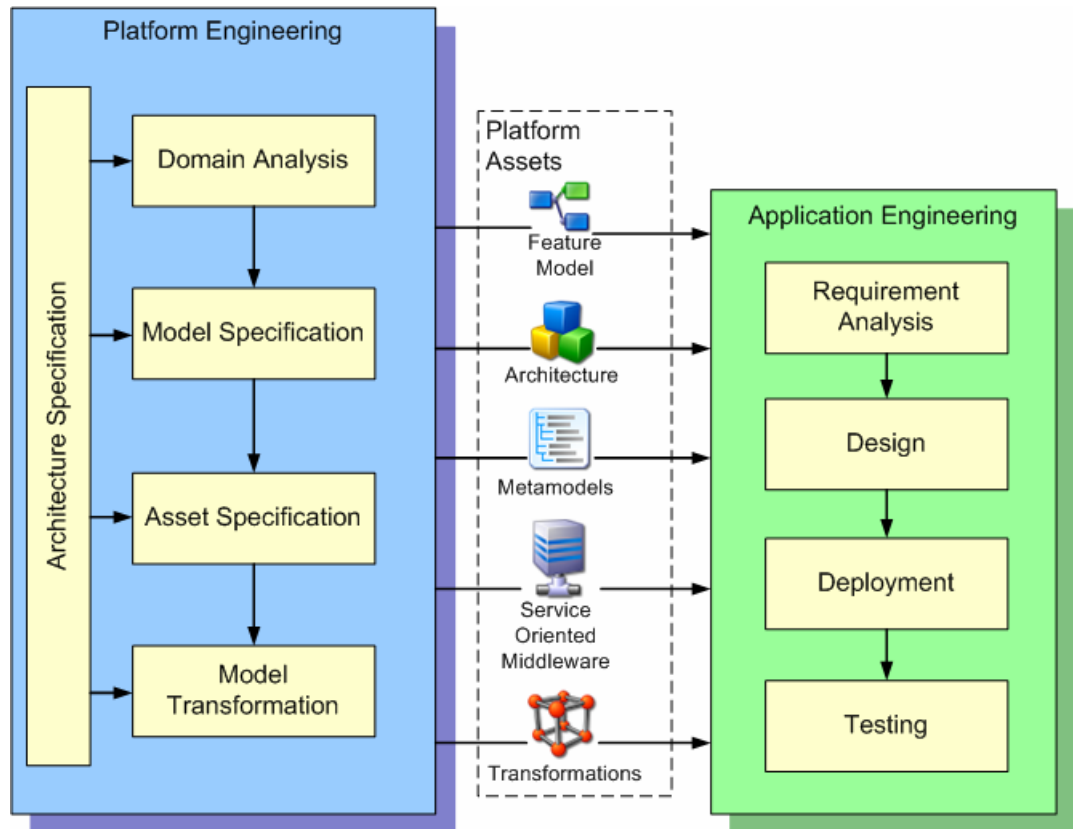 Platform Engineering
Architecture Specification
Domain Analysis
Model Specification
Asset Specification
Model
Transformation
Platform
Assets
Feature
Model
Architecture
Metamodels
Service
Oriented
Middleware
Transformations
Application Engineering
Requirement
Analysis
Design
Deployment
Testing